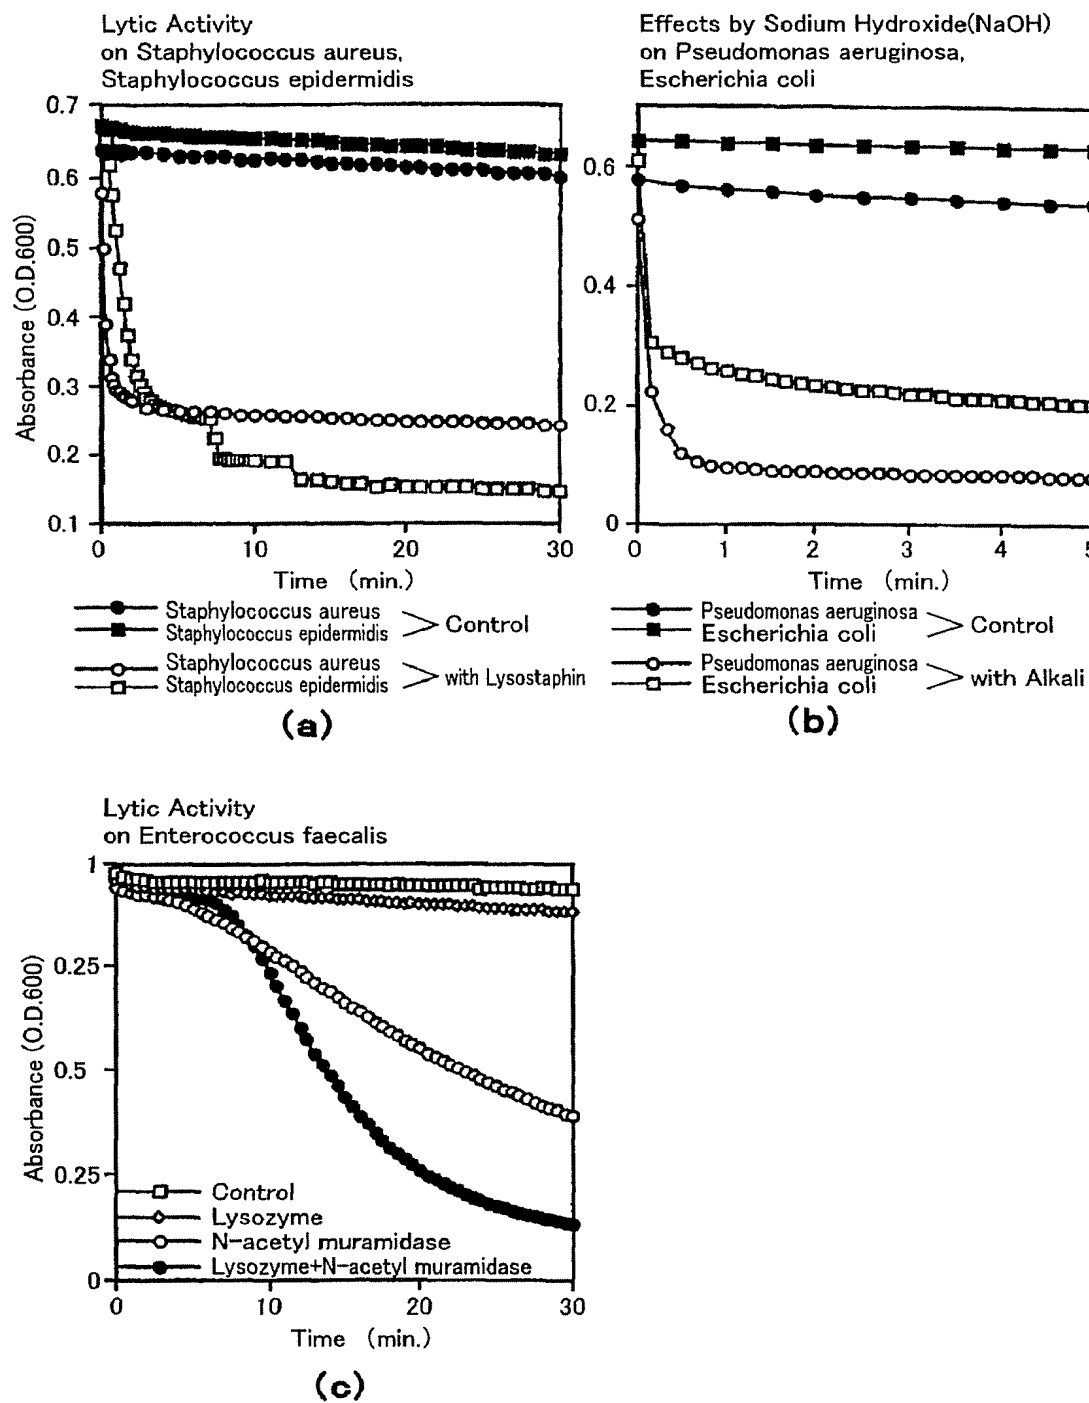 Lytic Activity
on Staphylococcus aureus,
Staphylococcus epidermidis
0.7
0.6
0.5
0.4
0.3
0.2
0.1
Absorbance (O.D.600)
0 10 20 30
Time (min.)
Staphylococcus aureus
Staphylococcus epidermidis
Control
Staphylococcus aureus
Staphylococcus epidermidis
with Lysostaphin
(a)
Effects by Sodium Hydroxide(NaOH)
on Pseudomonas aeruginosa,
Escherichia coli
0.6
0.4
0.2
0
0 1 2 3 4 5
Time (min.)
Pseudomonas aeruginosa
Escherichia coli
Control
Pseudomonas aeruginosa
Escherichia coli
with Alkali
(b)
Lytic Activity
on Enterococcus faecalis
1
0.25
0.5
0.25
0
Absorbance (O.D.600)
Control
Lysozyme
N-acetyl muramidase
Lysozyme+N-acetyl muramidase
0 10 20 30
Time (min.)
(c)